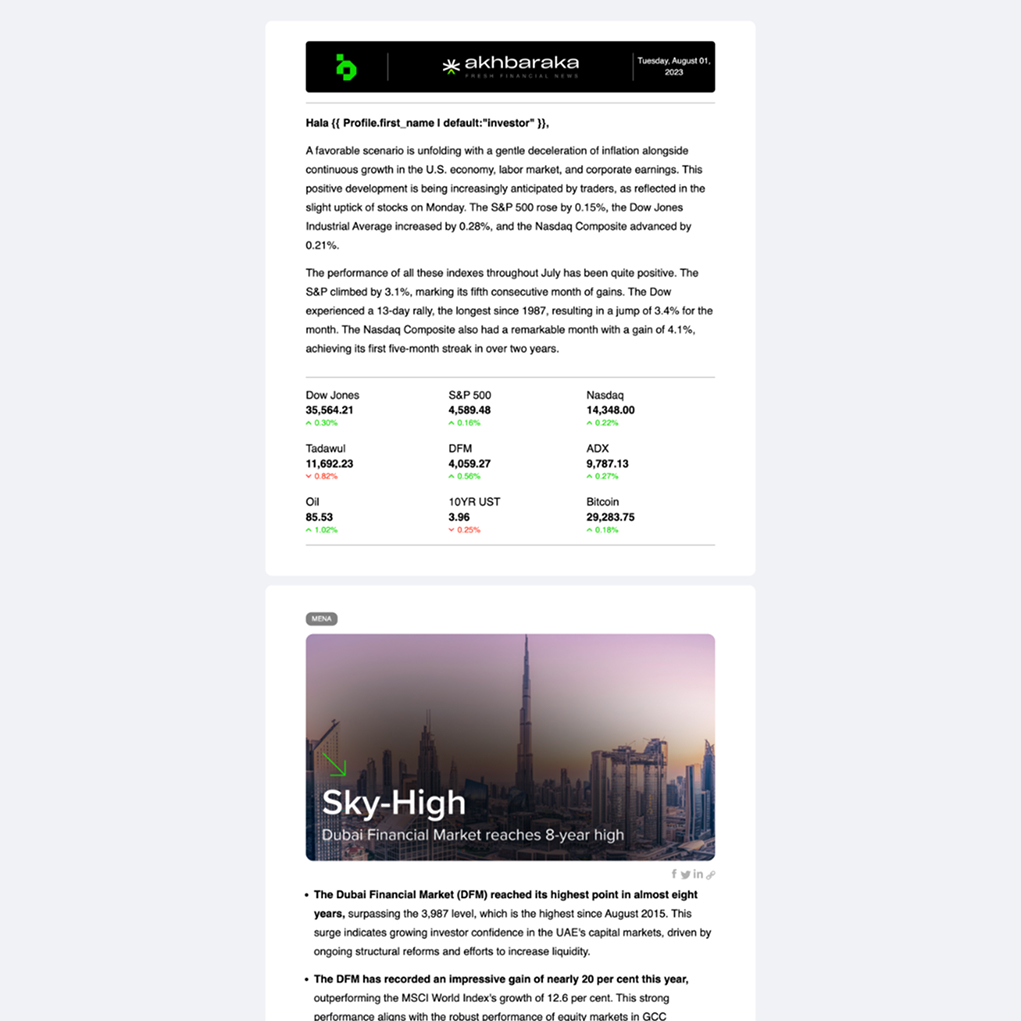 akhbaraka
FRESH FINANCIAL NEWS
Tuesday, August 01,
2023
Hala {{ Profile.first_name l default:"investor" }},
A favorable scenario is unfolding with a gentle deceleration of inflation alongside
continuous growth in the U.S. economy, labor market, and corporate earnings. This
positive development is being increasingly anticipated by traders, as reflected in the
slight uptick of stocks on Monday. The S&P 500 rose by 0.15%, the Dow Jones
Industrial Average increased by 0.28%, and the Nasdaq Composite advanced by
0.21%.
The performance of all these indexes throughout July has been quite positive. The
S&P climbed by 3.1%, marking its fifth consecutive month of gains. The Dow
experienced a 13-day rally, the longest since 1987, resulting in a jump of 3.4% for the
month. The Nasdaq Composite also had a remarkable month with a gain of 4.1%,
achieving its first five-month streak in over two years.
Dow Jones S&P 500 Nasdaq
35,564.21 4,589.48 14,348.00
0.30% 0.16% 0.22%
Tadawul DFM ADX
11,692.23 4,059.27 9,787.13
0.82% 0.56% 0.27%
Oil 10YR UST Bitcoin
85.53 3.96 29,283.75
1.02% 0.25% 0.18%
MENA
Sky-High
Dubai Financial Market reaches 8-year high
• The Dubai Financial Market (DFM) reached its highest point in almost eight
years, surpassing the 3,987 level, which is the highest since August 2015. This
surge indicates growing investor confidence in the UAE's capital markets, driven by
ongoing structural reforms and efforts to increase liquidity.
• The DFM has recorded an impressive gain of nearly 20 per cent this year,
outperforming the MSCI World Index's growth of 12.6 per cent. This strong
performance aligns with the robust performance of equity markets in GCC